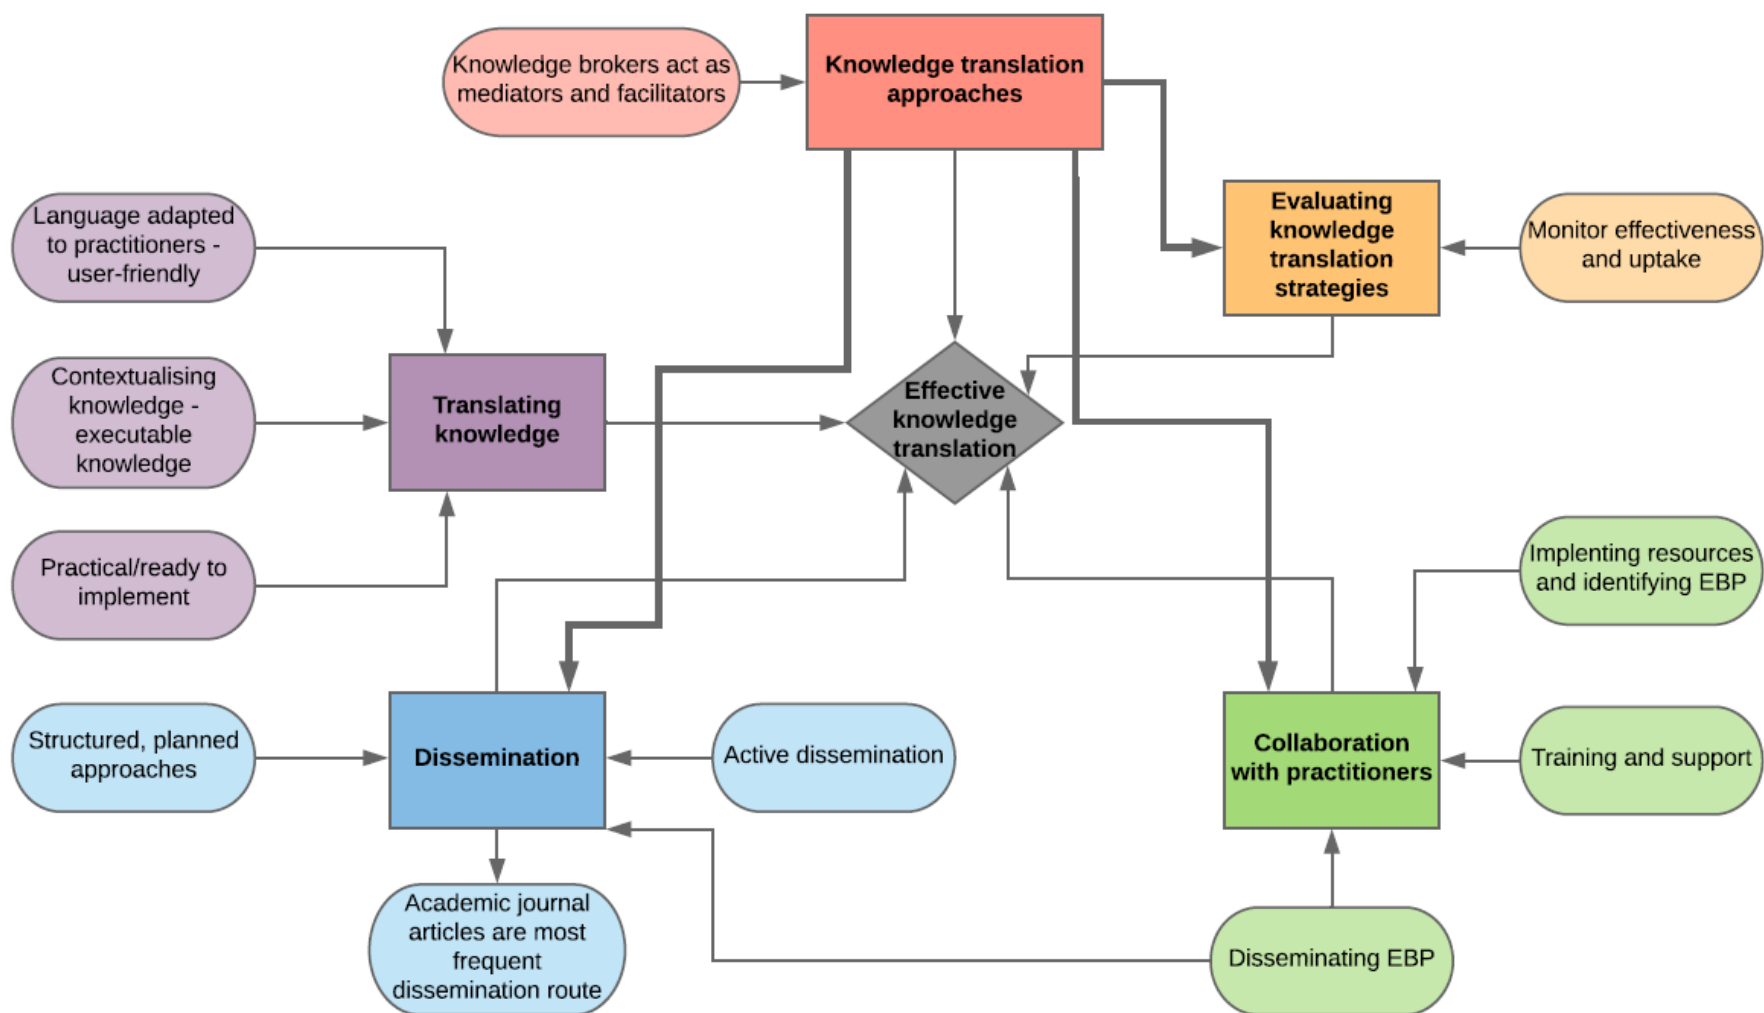 Knowledge brokers act as
mediators and facilitators
Knowledge translation
approaches
Language adapted
to practitioners -
user-friendly
Evaluating
knowledge
translation
strategies
Monitor effectiveness
and uptake
Contextualising
knowledge -
executable
knowledge
Translating
knowledge
Effective
knowledge
translation
Practical/ready to
implement
Implenting resources
and identifying EBP
Structured, planned
approaches
Dissemination
Active dissemination
Collaboration
with practitioners
Training and support
Academic journal
articles are most
frequent
dissemination route
Disseminating EBP